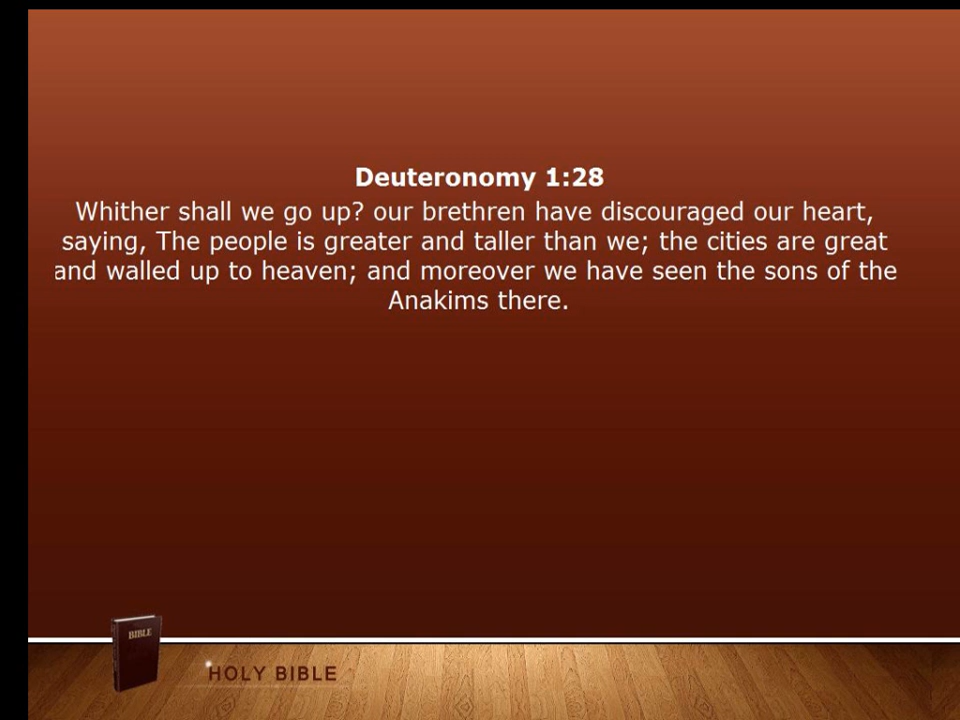 Deuteronomy 1:28
Whither shall we go up? our brethren have discouraged our heart,
saying, The people is greater and taller than we; the cities are great
and walled up to heaven; and moreover we have seen the sons of the
Anakims there.
BIBLE
HOLY BIBLE